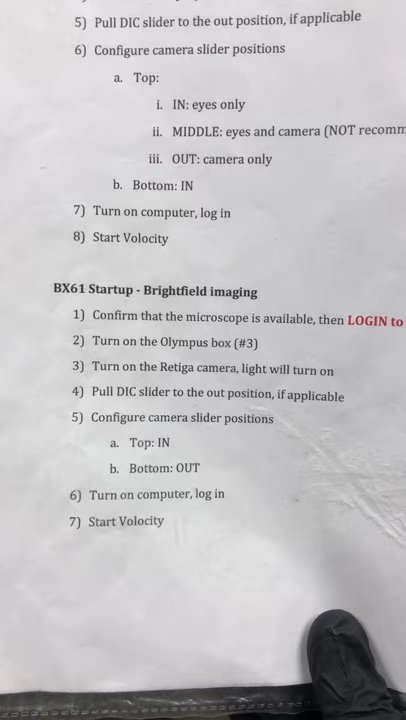 5) Pull DIC slider to the out position, if applicable
6) Configure camera slider positions
a. Top:
i. IN: eyes only
ii. MIDDLE: eyes and camera (NOT recomm
iii. OUT: camera only
b. Bottom: IN
7) Turn on computer, log in
8) Start Volocity
BX61 Startup - Brightfield imaging
1) Confirm that the microscope is available, then LOGIN to
2) Turn on the Olympus box (#3)
3) Turn on the Retiga camera, light will turn on
4) Pull DIC slider to the out position, if applicable
5) Configure camera slider positions
a. Top: IN
b. Bottom: OUT
6) Turn on computer, log in
7) Start Volocity